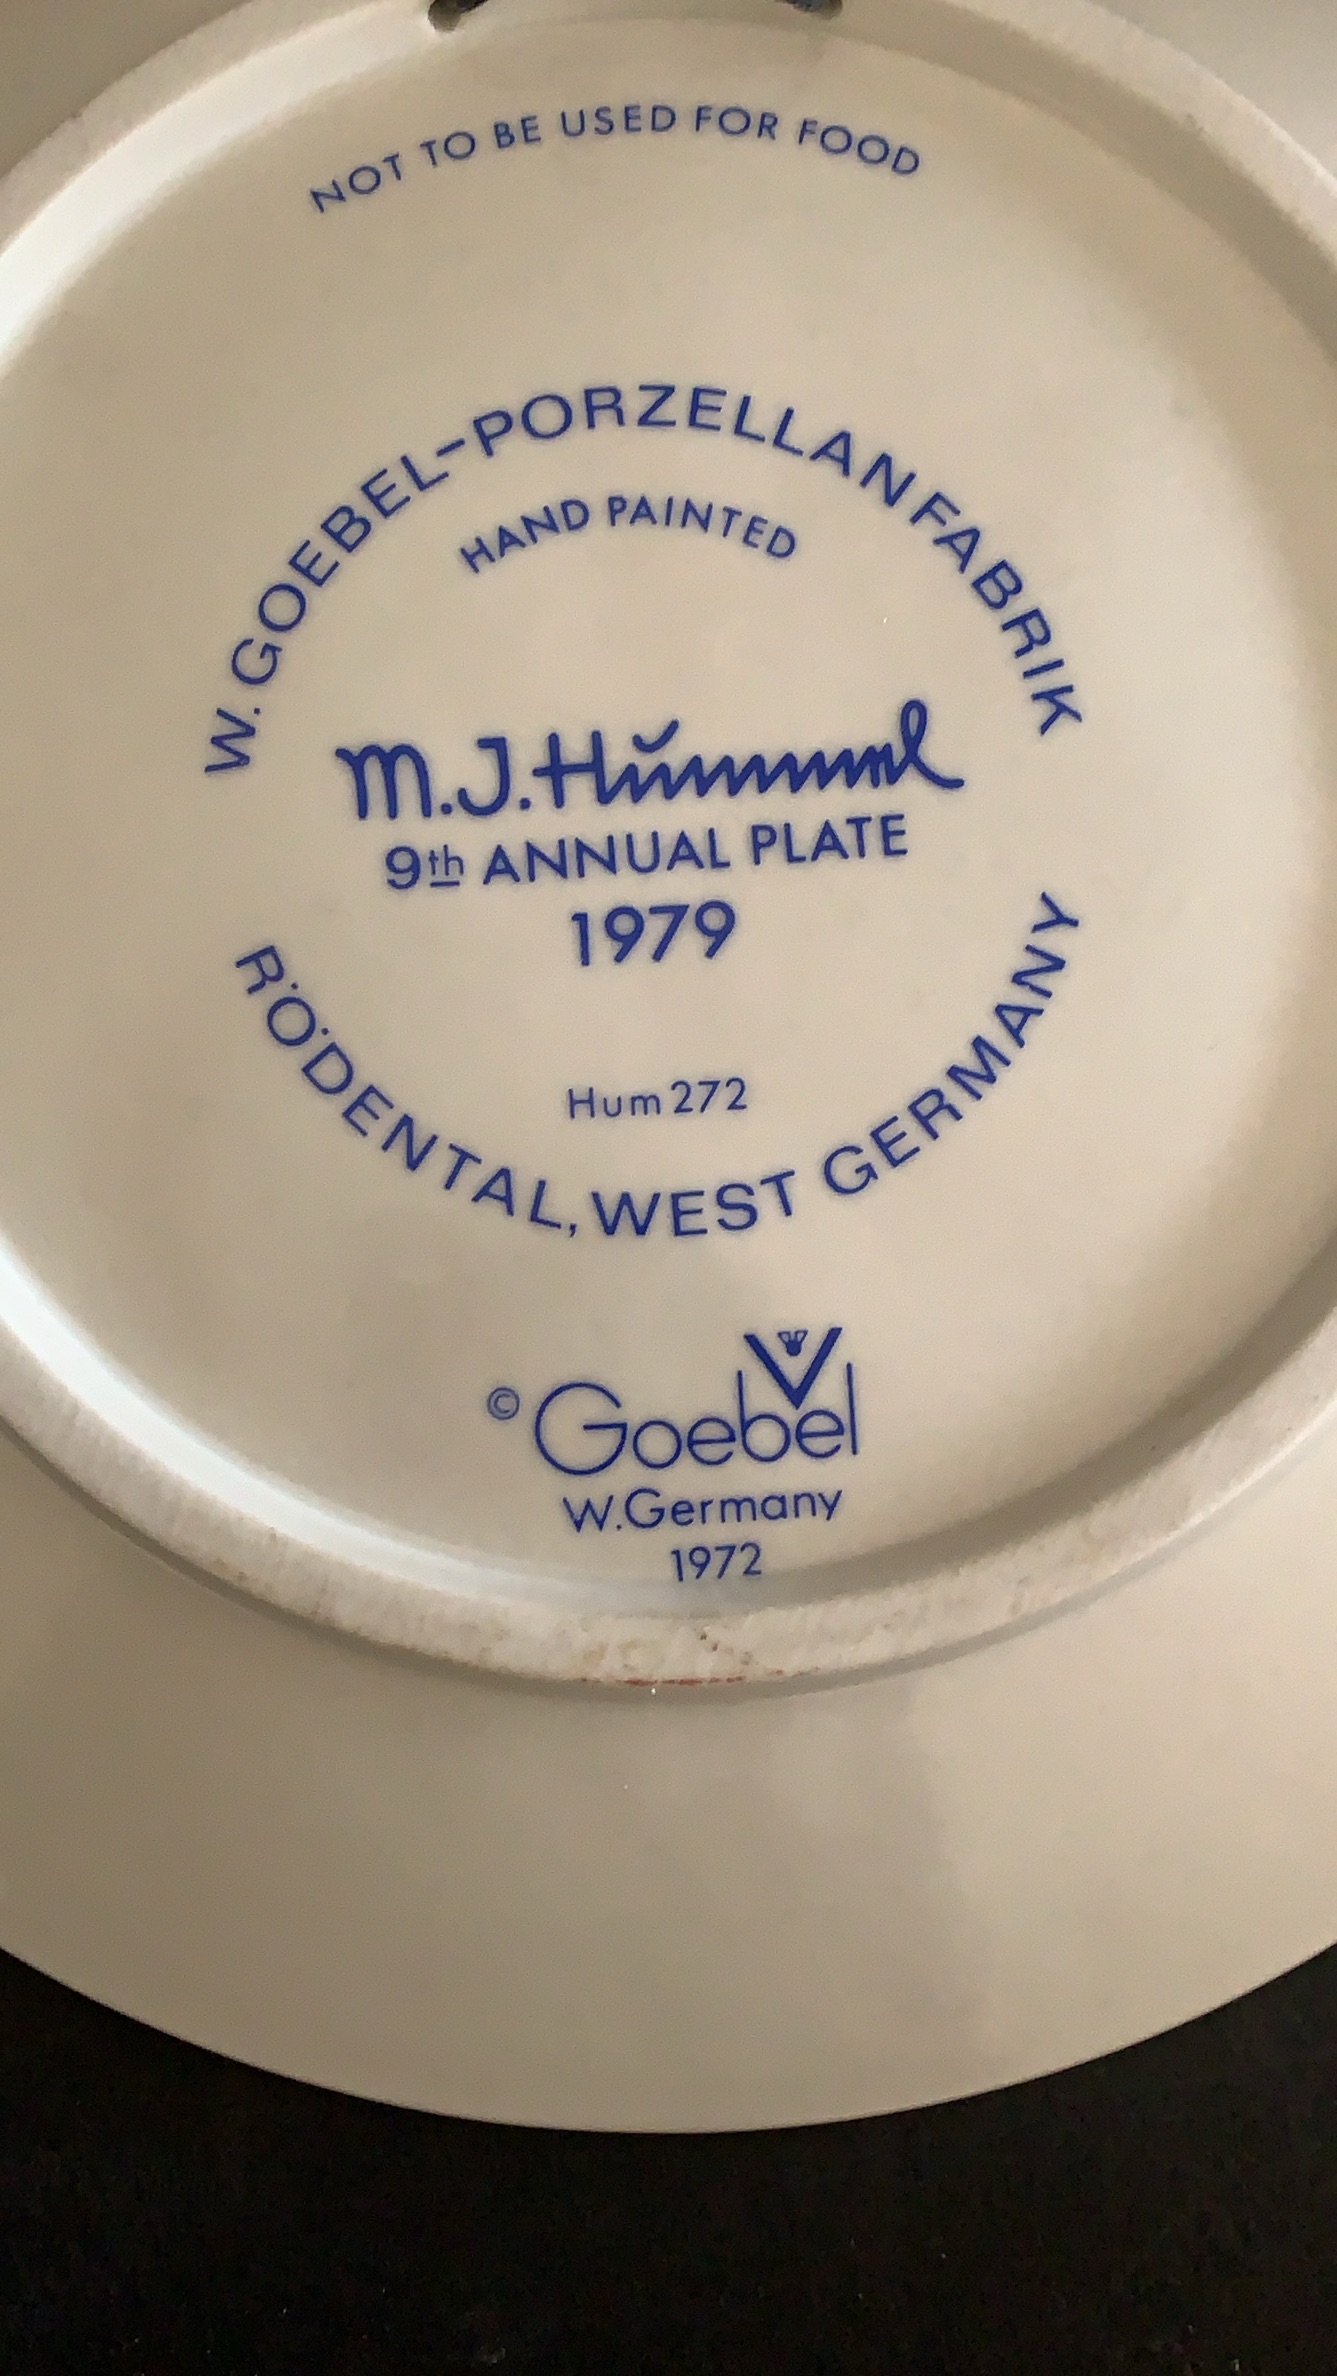 NOT TO BE USED FOR FOOD
W. GOEBEL-PORZELLANFABRIK
HAND PAINTED
M.J. Hummel
9th ANNUAL PLATE
1979
Hum 272
RÖDENTAL, WEST GERMANY
© Goebel
W. Germany
1972